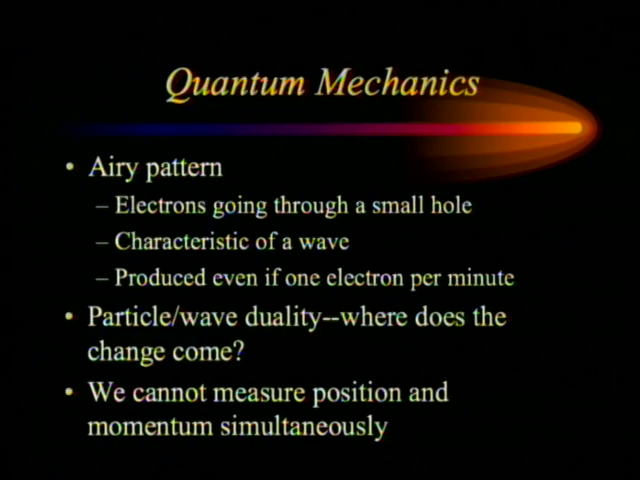 Quantum Mechanics
• Airy pattern
– Electrons going through a small hole
– Characteristic of a wave
– Produced even if one electron per minute
• Particle/wave duality--where does the
change come?
• We cannot measure position and
momentum simultaneously